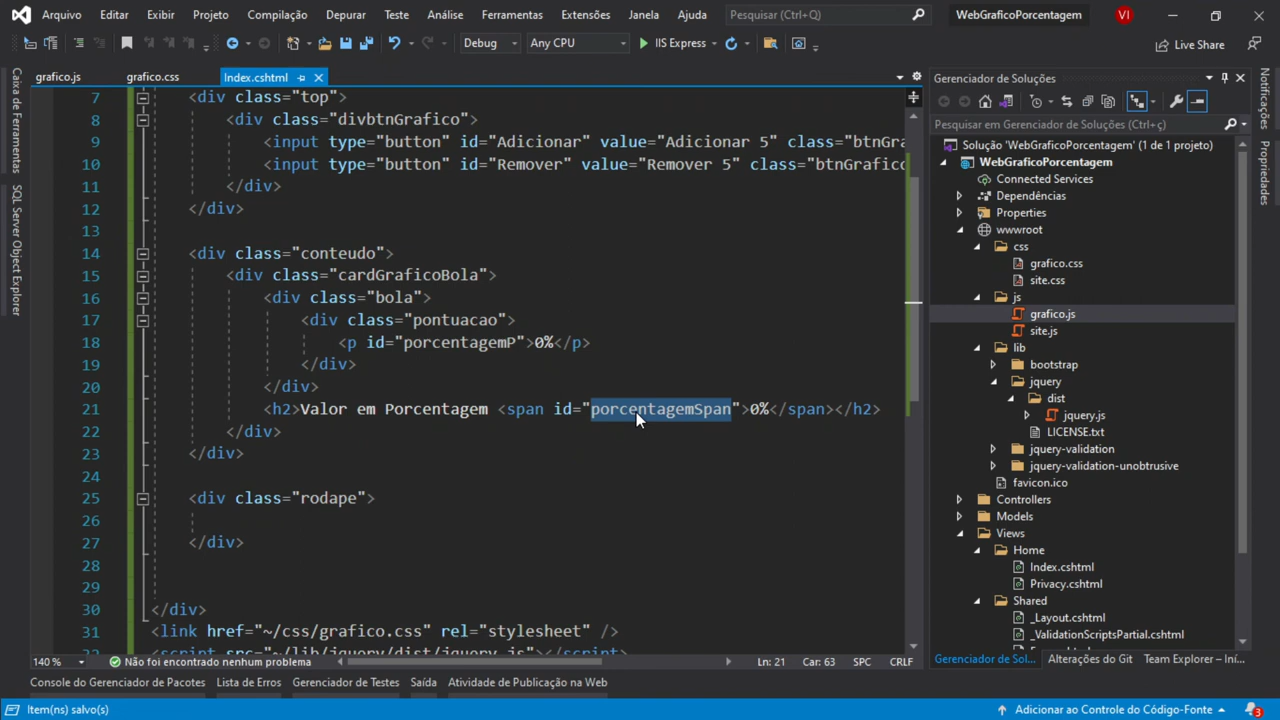 Arquivo Editar Exibir Projeto Compilação Depurar Teste Análise Ferramentas Extensões Janela Ajuda Pesquisar (Ctrl+Q) WebGraficoPorcentagem VI
Debug Any CPU IIS Express Live Share
grafico.js grafico.css Index.cshtml
7 <div class="top">
8 <div class="divbtnGrafico">
9 <input type="button" id="Adicionar" value="Adicionar 5" class="btnGra
10 <input type="button" id="Remover" value="Remover 5" class="btnGrafico
11 </div>
12 </div>
13
14 <div class="conteudo">
15 <div class="cardGraficoBola">
16 <div class="bola">
17 <div class="pontuacao">
18 <p id="porcentagemP">0%</p>
19 </div>
20 </div>
21 <h2>Valor em Porcentagem <span id="porcentagemSpan">0%</span></h2>
22 </div>
23 </div>
24
25 <div class="rodape">
26
27 </div>
28
29
30 </div>
31 <link href="~/css/grafico.css" rel="stylesheet" />
32 <script src="~/lib/jquery/dist/jquery.js"></script>
140 % Não foi encontrado nenhum problema Ln: 21 Car: 63 SPC CRLF
Console do Gerenciador de Pacotes Lista de Erros Gerenciador de Testes Saída Atividade de Publicação na Web
Item(ns) salvo(s) Adicionar ao Controle do Código-Fonte 3
Caixa de Ferramentas
SQL Server Object Explorer
Gerenciador de Soluções
Pesquisar em Gerenciador de Soluções (Ctrl+ç)
Solução 'WebGraficoPorcentagem' (1 de 1 projeto)
WebGraficoPorcentagem
Connected Services
Dependências
Properties
wwwroot
css
grafico.css
site.css
js
grafico.js
site.js
lib
bootstrap
jquery
dist
jquery.js
LICENSE.txt
jquery-validation
jquery-validation-unobtrusive
favicon.ico
Controllers
Models
Views
Home
Index.cshtml
Privacy.cshtml
Shared
_Layout.cshtml
_ValidationScriptsPartial.cshtml
Gerenciador de Sol... Alterações do Git Team Explorer – Iní...
Notificações
Propriedades